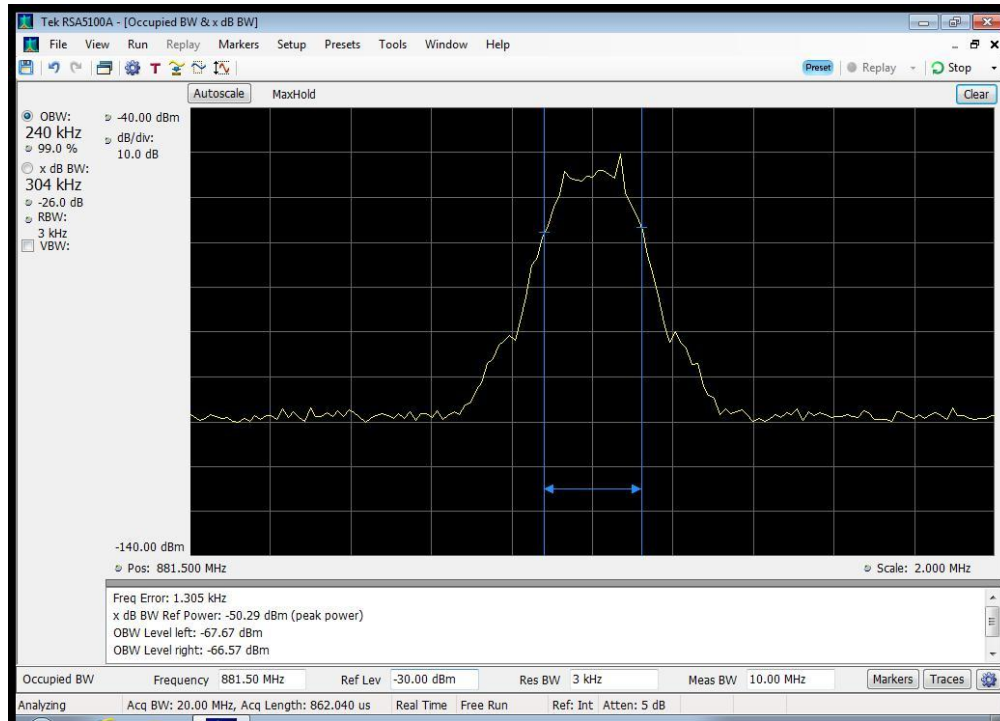 Tek RSA5100A - [Occupied BW & x dB BW]
File View Run Replay Markers Setup Presets Tools Window Help
T Preset Replay Stop
Autoscale MaxHold Clear
OBW:
240 kHz
99.0 %
x dB BW:
304 kHz
-26.0 dB
RBW:
3 kHz
VBW:
-40.00 dBm
dB/div:
10.0 dB
-140.00 dBm
Pos: 881.500 MHz Scale: 2.000 MHz
Freq Error: 1.305 kHz
x dB BW Ref Power: -50.29 dBm (peak power)
OBW Level left: -67.67 dBm
OBW Level right: -66.57 dBm
Occupied BW Frequency 881.50 MHz Ref Lev -30.00 dBm Res BW 3 kHz Meas BW 10.00 MHz Markers Traces
Analyzing Acq BW: 20.00 MHz, Acq Length: 862.040 us Real Time Free Run Ref: Int Atten: 5 dB